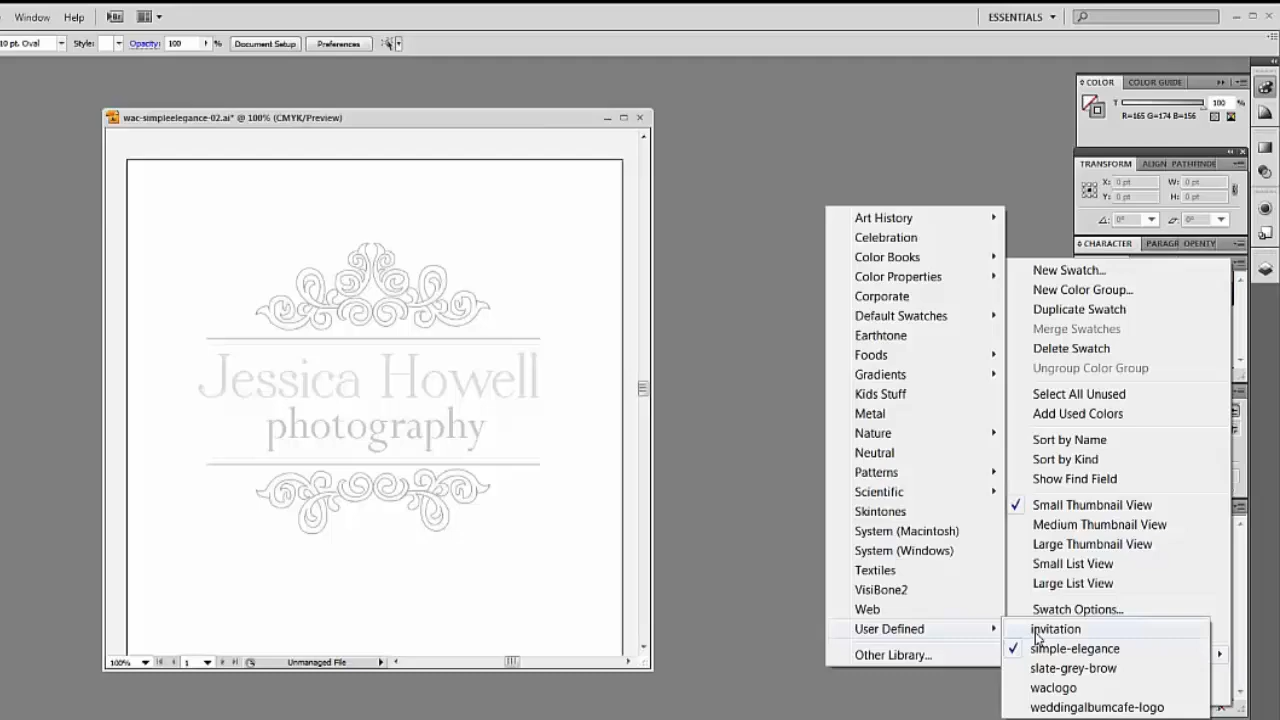 Window Help Br ESSENTIALS
10 pt. Oval Style: Opacity: 100 % Document Setup Preferences
wac-simpleelegance-02.ai* @ 100% (CMYK/Preview)
Jessica Howell
photography
100% 1 Unmanaged File
COLOR COLOR GUIDE
T 100 %
R=165 G=174 B=156
TRANSFORM ALIGN PATHFINDE
X: 0 pt W: 0 pt
Y: 0 pt H: 0 pt
0° 0°
CHARACTER PARAGR OPENTY
Art History
Celebration
Color Books
Color Properties
Corporate
Default Swatches
Earthtone
Foods
Gradients
Kids Stuff
Metal
Nature
Neutral
Patterns
Scientific
Skintones
System (Macintosh)
System (Windows)
Textiles
VisiBone2
Web
User Defined
Other Library...
New Swatch...
New Color Group...
Duplicate Swatch
Merge Swatches
Delete Swatch
Ungroup Color Group
Select All Unused
Add Used Colors
Sort by Name
Sort by Kind
Show Find Field
Small Thumbnail View
Medium Thumbnail View
Large Thumbnail View
Small List View
Large List View
Swatch Options...
invitation
simple-elegance
slate-grey-brow
waclogo
weddingalbumcafe-logo